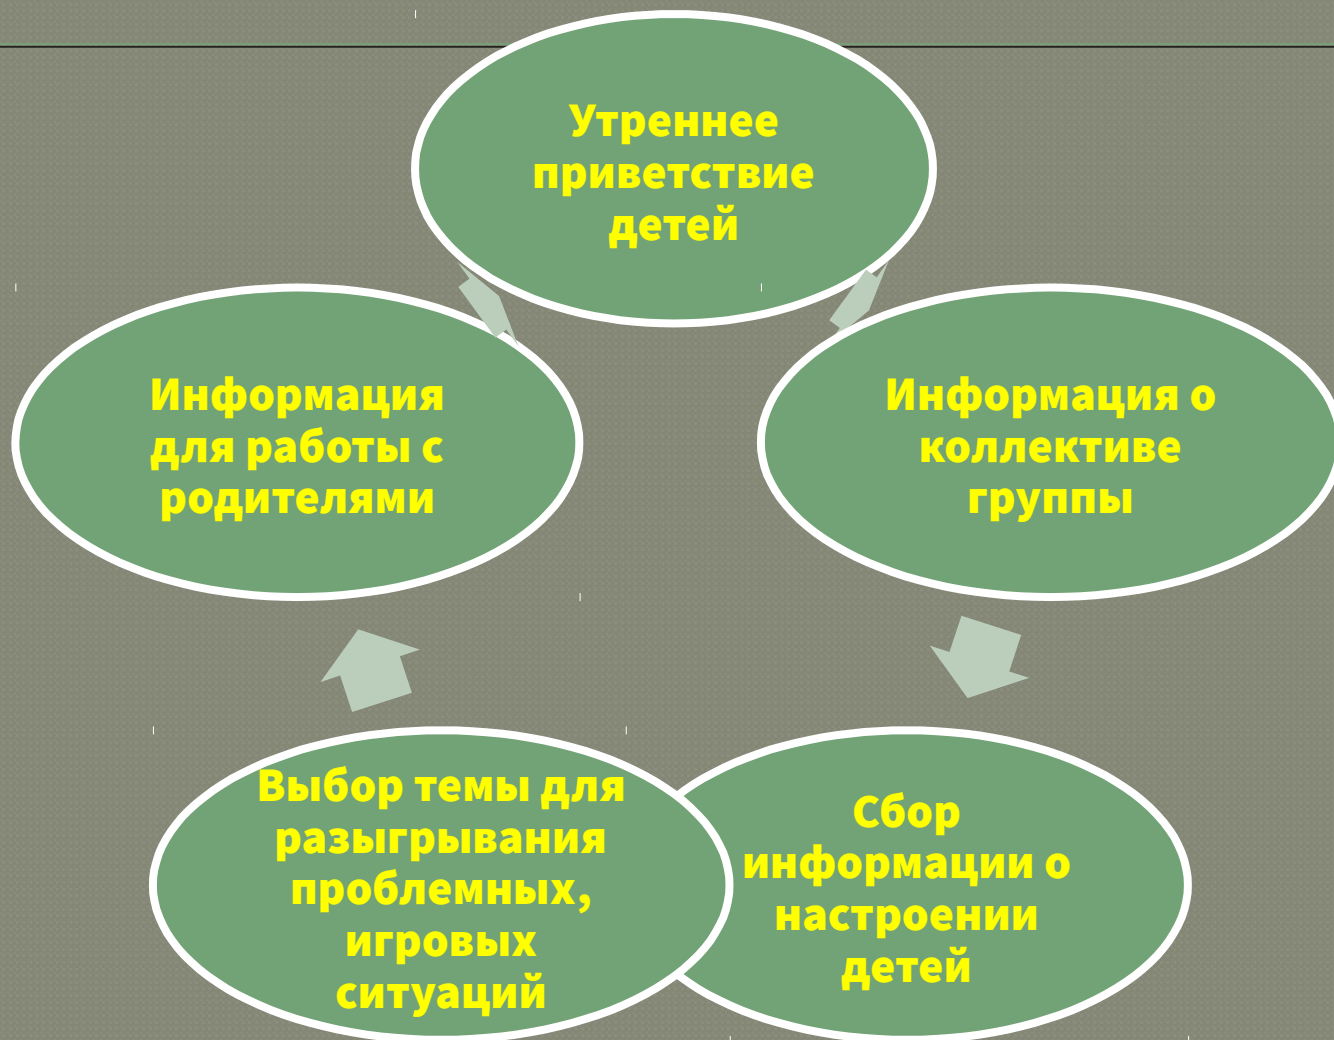 Утреннее
приветствие
детей
Информация
для работы с
родителями
Информация о
коллективе
группы
Выбор темы для
разыгрывания
проблемных,
игровых
ситуаций
Сбор
информации о
настроении
детей